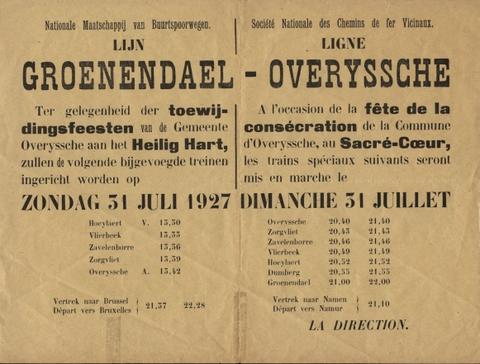 Nationale Maatschappij van Buurtspoorwegen.
LIJN
Société Nationale des Chemins de fer Vicinaux.
LIGNE
GROENENDAEL - OVERYSSCHE
Ter gelegenheid der toewij-
dingsfeesten van de Gemeente
Overyssche aan het Heilig Hart,
zullen de volgende bijgevoegde treinen
ingericht worden op
A l'occasion de la fête de la
consécration de la Commune
d'Overyssche, au Sacré-Cœur,
les trains spéciaux suivants seront
mis en marche le
ZONDAG 31 JULI 1927 DIMANCHE 31 JUILLET
Hoeylaert V. 13,30
Vlierbeek 13,33
Zavelenborre 13,36
Zorgvliet 13,39
Overyssche A. 13,42
Vertrek naar Brussel
Départ vers Bruxelles 21,37 22,28
Overyssche 20,40 21,40
Zorgvliet 20,43 21,43
Zavelenborre 20,46 21,46
Vlierbeek 20,49 21,49
Hoeylaert 20,52 21,52
Dumberg 20,55 21,55
Groenendael 21,00 22,00
Vertrek naar Namen
Départ vers Namur 21,10
LA DIRECTION.